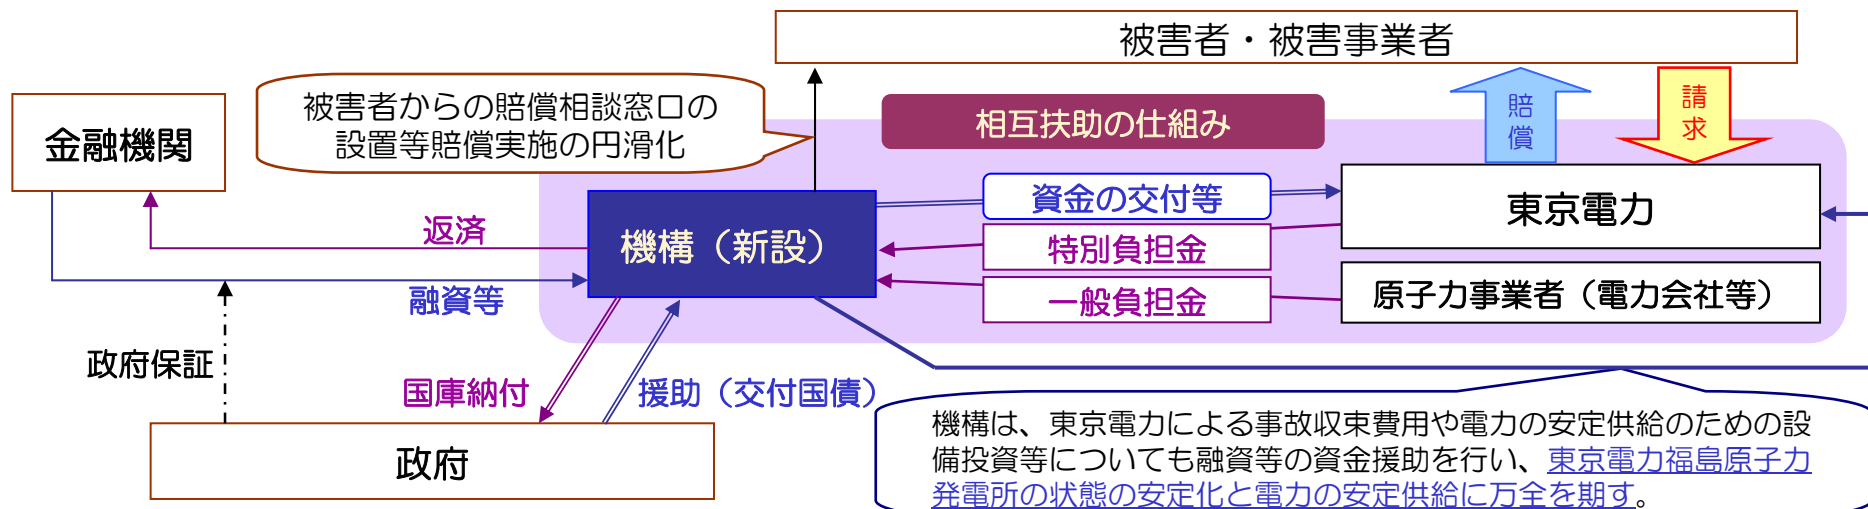 被害者・被害事業者
被害者からの賠償相談窓口の
設置等賠償実施の円滑化
金融機関
相互扶助の仕組み
賠償
請求
資金の交付等
東京電力
返済
機構（新設）
特別負担金
融資等
一般負担金
原子力事業者（電力会社等）
政府保証
国庫納付
援助（交付国債）
政府
機構は、東京電力による事故収束費用や電力の安定供給のための設
備投資等についても融資等の資金援助を行い、東京電力福島原子力
発電所の状態の安定化と電力の安定供給に万全を期す。